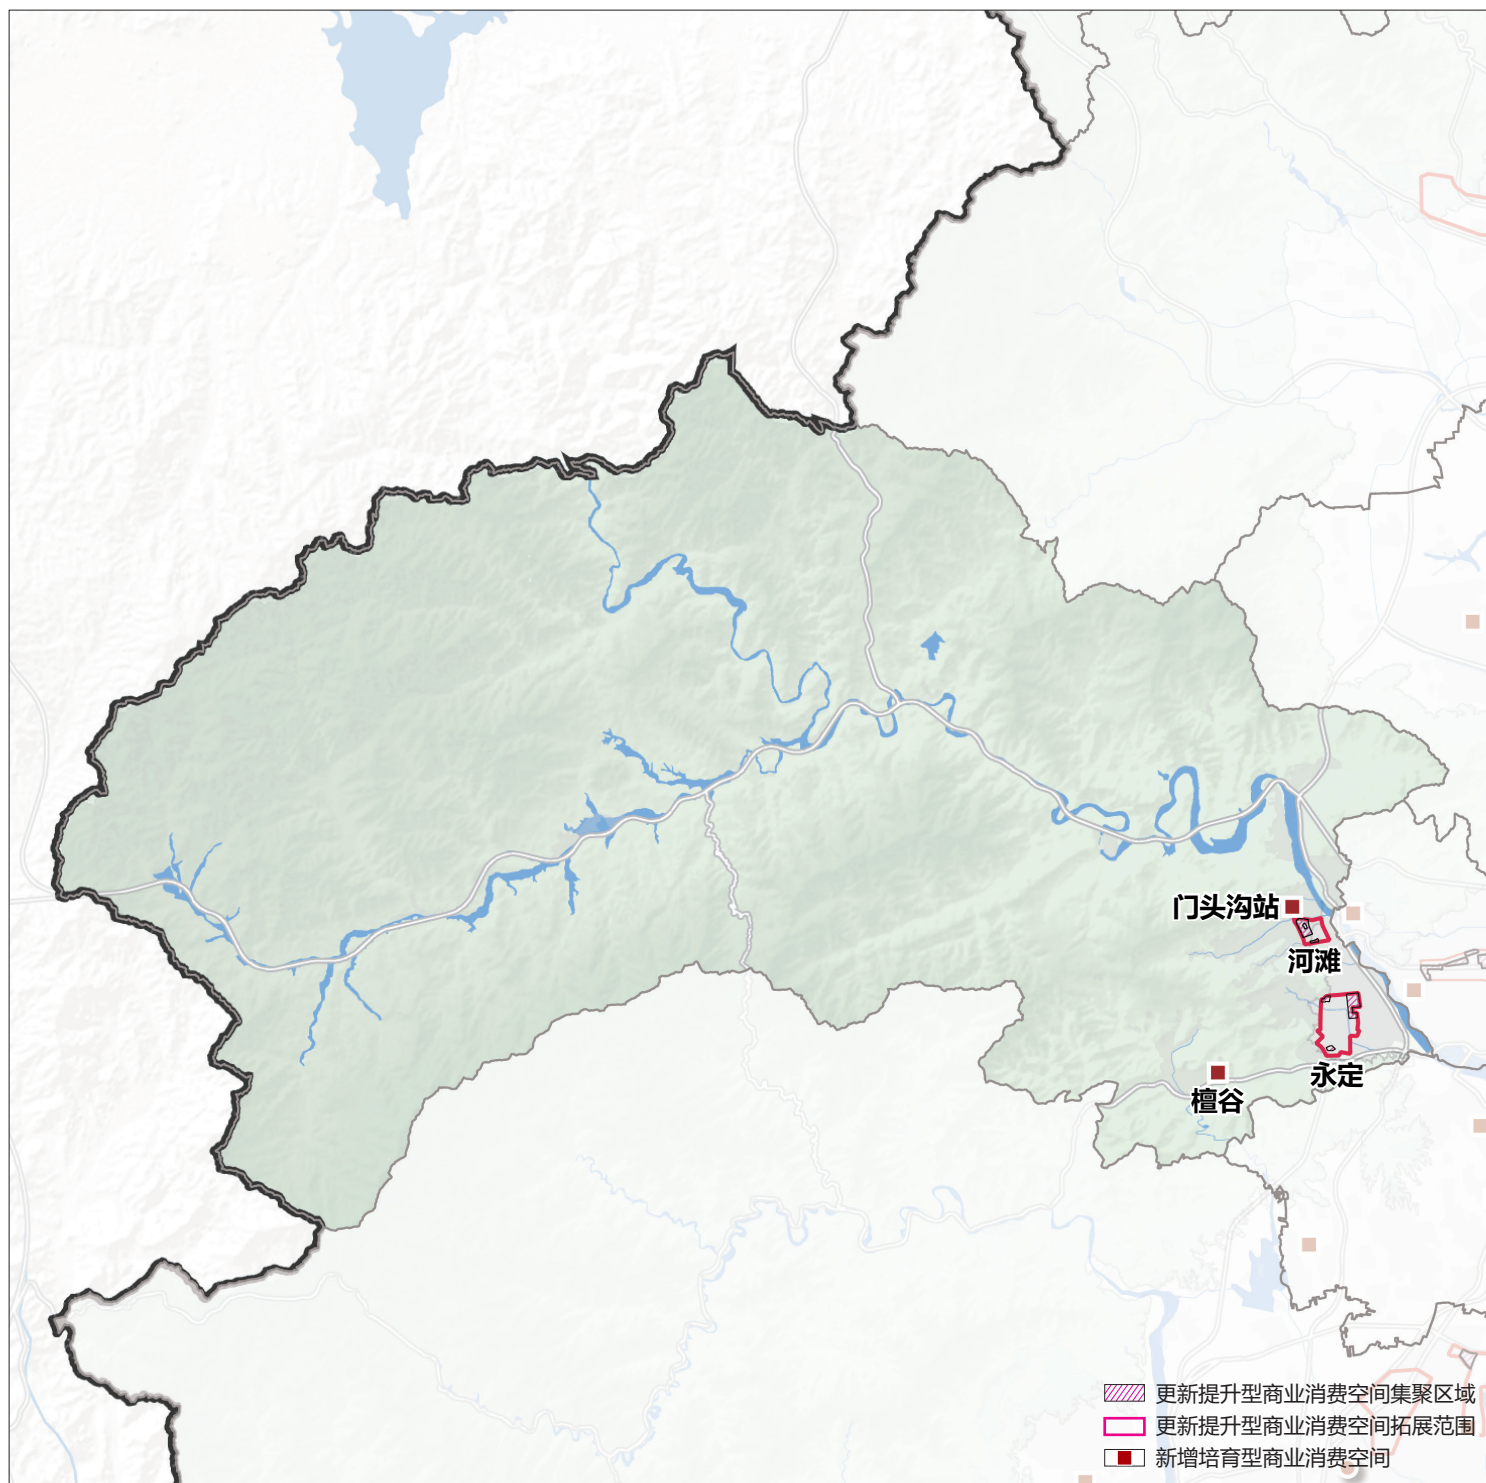 门头沟站
河滩
永定
檀谷
更新提升型商业消费空间集聚区域
更新提升型商业消费空间拓展范围
新增培育型商业消费空间